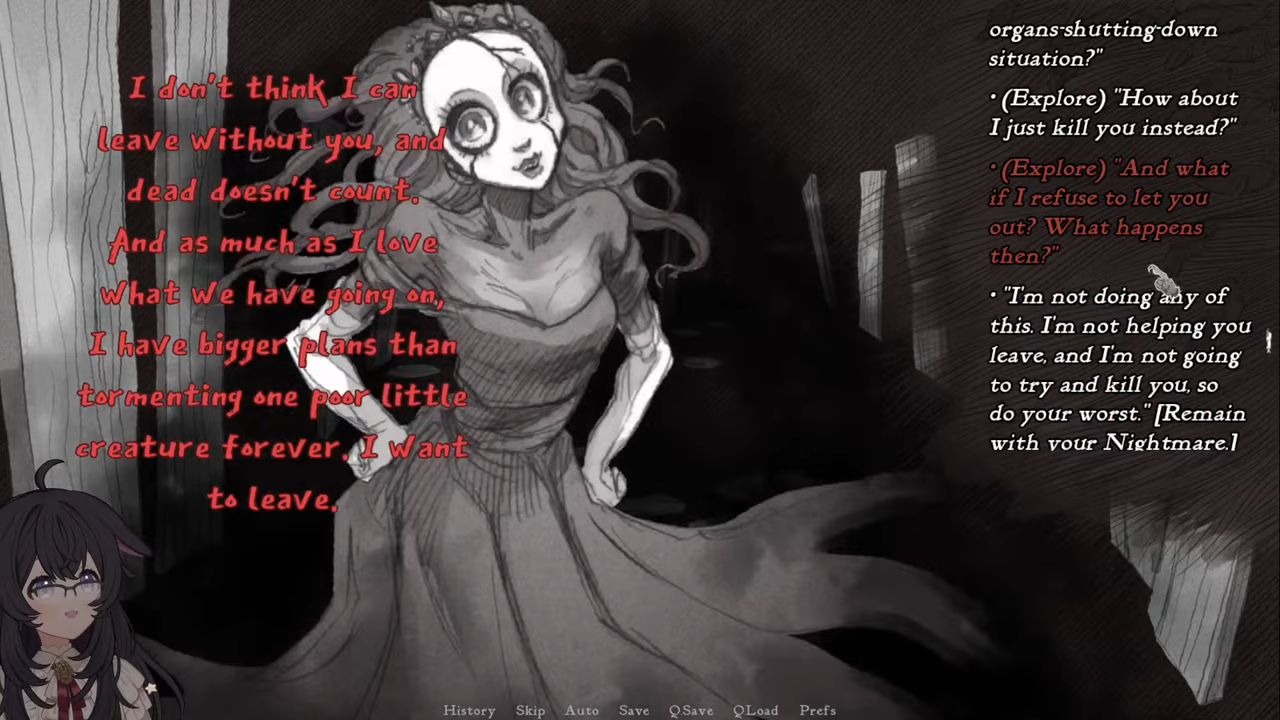 I don't think I can
leave without you, and
dead doesn't count.
And as much as I love
what we have going on,
I have bigger plans than
tormenting one poor little
creature forever. I want
to leave.
organs-shutting-down
situation?"
• (Explore) "How about
I just kill you instead?"
• (Explore) "And what
if I refuse to let you
out? What happens
then?"
• "I'm not doing any of
this. I'm not helping you
leave, and I'm not going
to try and kill you, so
do your worst." [Remain
with your Nightmare.]
History Skip Auto Save Q.Save Q.Load Prefs